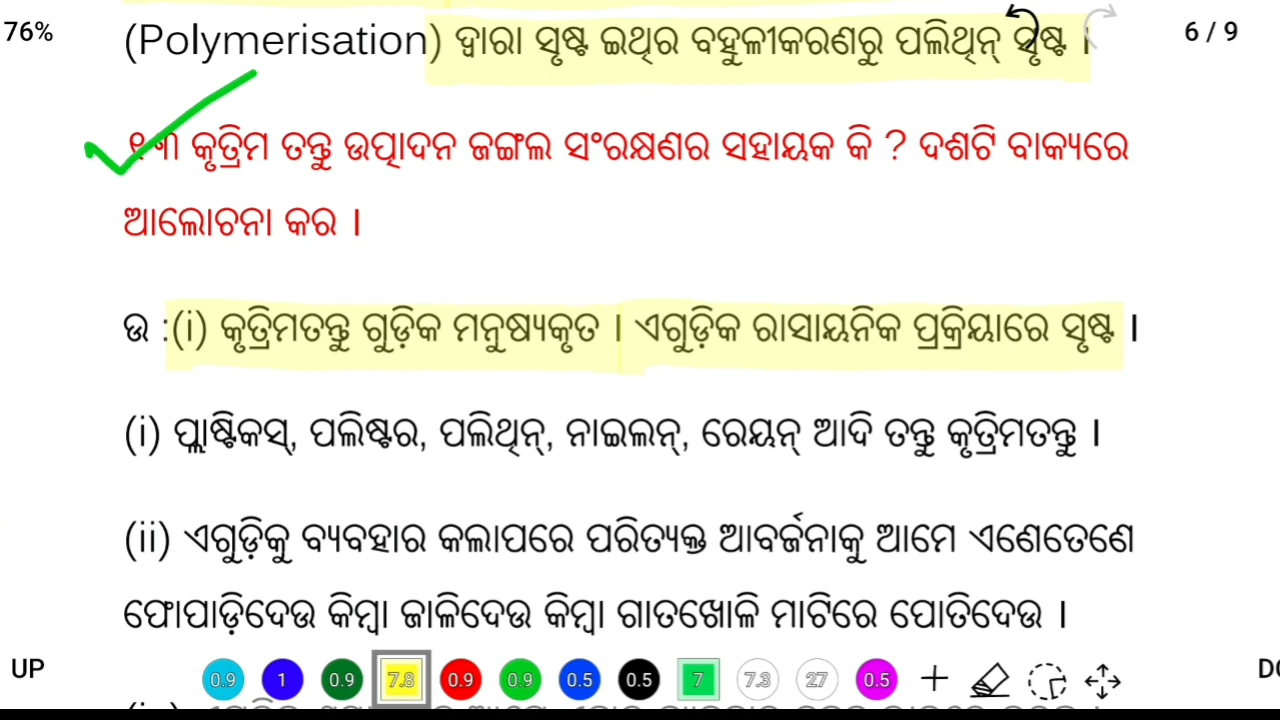 76%
(Polymerisation) ଦ୍ୱାରା ସୃଷ୍ଟ ଇଥିର ବହୁଳୀକରଣରୁ ପଲିଥିନ୍ ସୃଷ୍ଟ ।
6 / 9
୧.୩ କୃତ୍ରିମ ତନ୍ତୁ ଉତ୍ପାଦନ ଜଙ୍ଗଲ ସଂରକ୍ଷଣର ସହାୟକ କି ? ଦଶଟି ବାକ୍ୟରେ
ଆଲୋଚନା କର ।
ଉ :(i) କୃତ୍ରିମତନ୍ତୁ ଗୁଡ଼ିକ ମନୁଷ୍ୟକୃତ । ଏଗୁଡ଼ିକ ରାସାୟନିକ ପ୍ରକ୍ରିୟାରେ ସୃଷ୍ଟ ।
(i) ପ୍ଲାଷ୍ଟିକସ୍, ପଲିଷ୍ଟର, ପଲିଥିନ୍, ନାଇଲନ୍, ରେୟନ୍ ଆଦି ତନ୍ତୁ କୃତ୍ରିମତନ୍ତୁ ।
(ii) ଏଗୁଡ଼ିକୁ ବ୍ୟବହାର କଲାପରେ ପରିତ୍ୟକ୍ତ ଆବର୍ଜନାକୁ ଆମେ ଏଣେତେଣେ
ଫୋପାଡ଼ିଦେଉ କିମ୍ବା ଜାଳିଦେଉ କିମ୍ବା ଗାତଖୋଳି ମାଟିରେ ପୋତିଦେଉ ।
UP 0.9 1 0.9 7.8 0.9 0.9 0.5 0.5 7 7.3 27 0.5